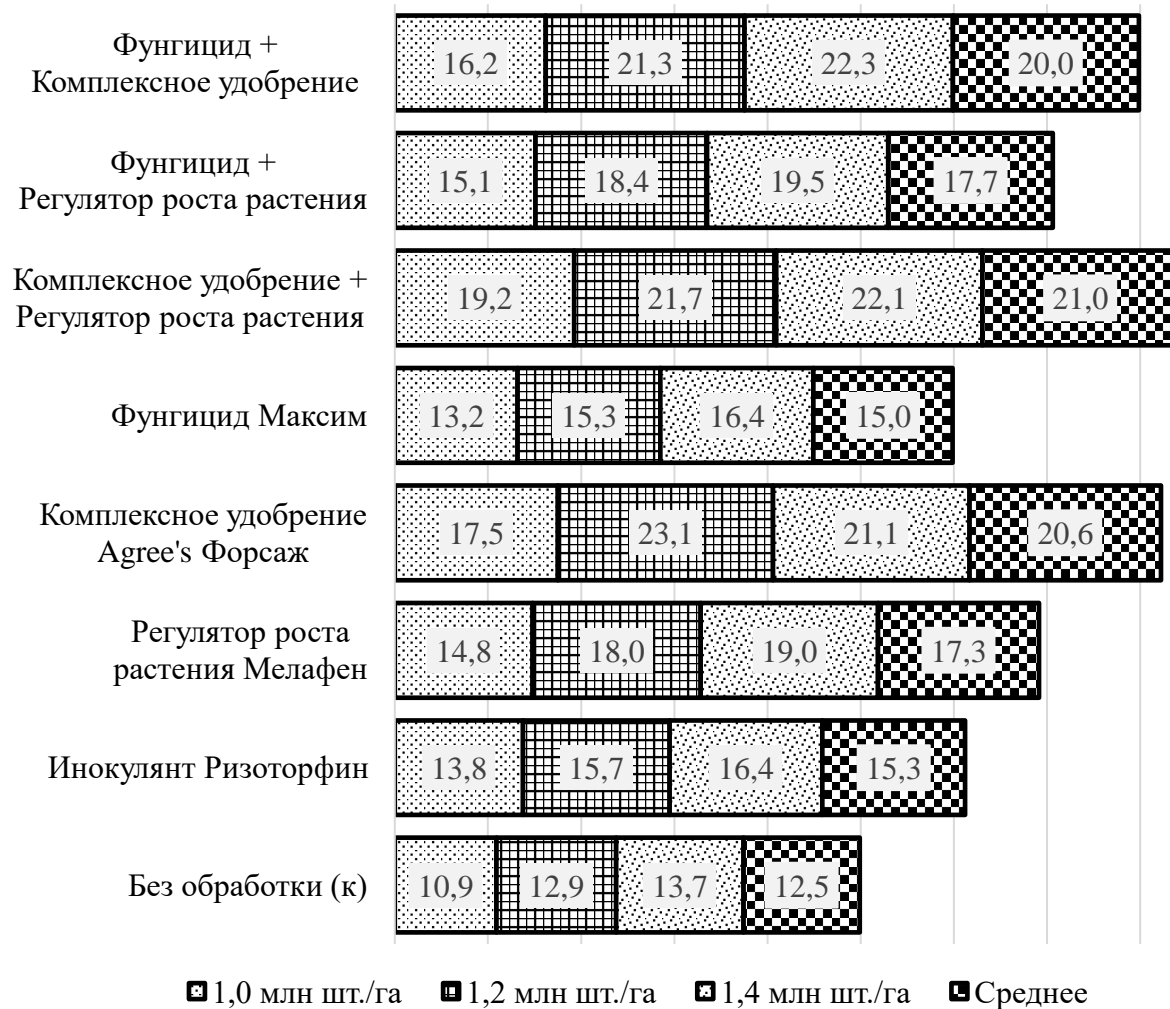 Фунгицид +
Комплексное удобрение
16,2 21,3 22,3 20,0
Фунгицид +
Регулятор роста растения
15,1 18,4 19,5 17,7
Комплексное удобрение +
Регулятор роста растения
19,2 21,7 22,1 21,0
Фунгицид Максим
13,2 15,3 16,4 15,0
Комплексное удобрение
Agree's Форсаж
17,5 23,1 21,1 20,6
Регулятор роста
растения Мелафен
14,8 18,0 19,0 17,3
Инокулянт Ризоторфин
13,8 15,7 16,4 15,3
Без обработки (к)
10,9 12,9 13,7 12,5
1,0 млн шт./га 1,2 млн шт./га 1,4 млн шт./га Среднее